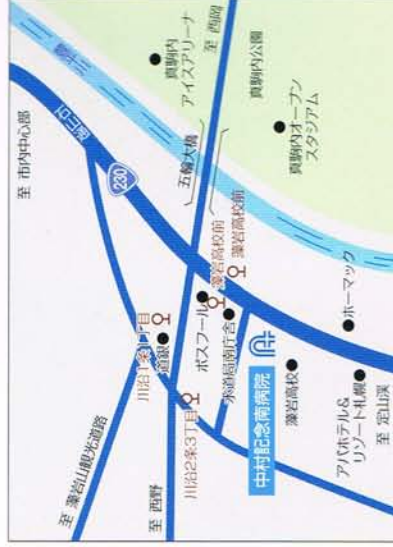 至 市内中心部
石山通
230
真駒内
アイスアリーナ
至 西岡
五輪大橋
真駒内公園
真駒内オープン
スタジアム
至 藻岩山観光道路
川沿1条1丁目
道銀
至 西野
川沿2条3丁目
ボスフール
藻岩高校前
藻岩高校前
水道局南庁舎
中村記念南病院
藻岩高校
ホーマック
アパホテル&
リゾート札幌
至 定山渓